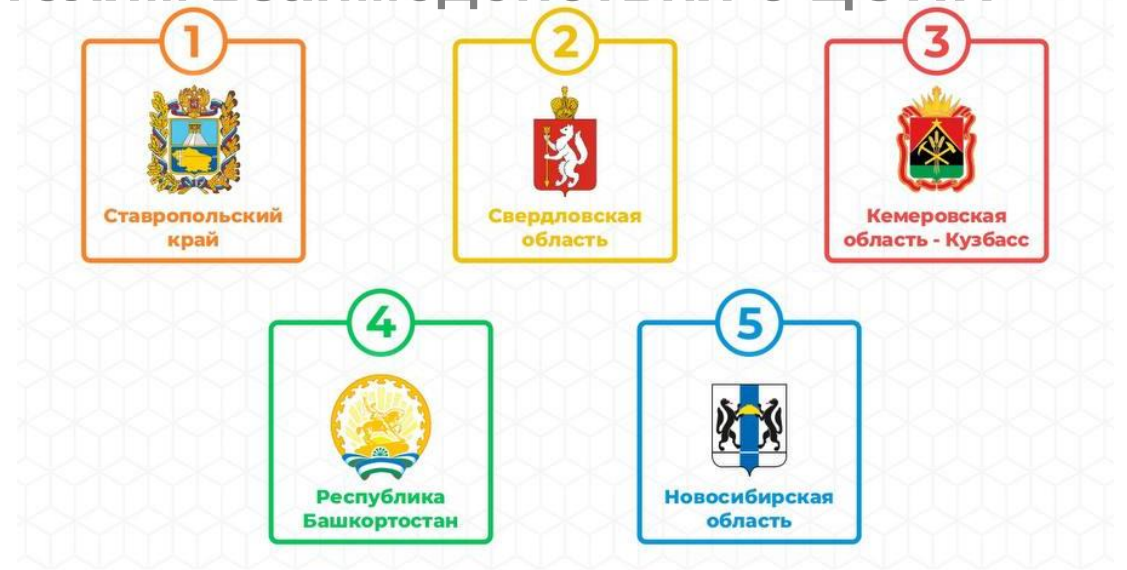 1
2
3
Ставропольский
край
Свердловская
область
Кемеровская
область - Кузбасс
4
5
Республика
Башкортостан
Новосибирская
область